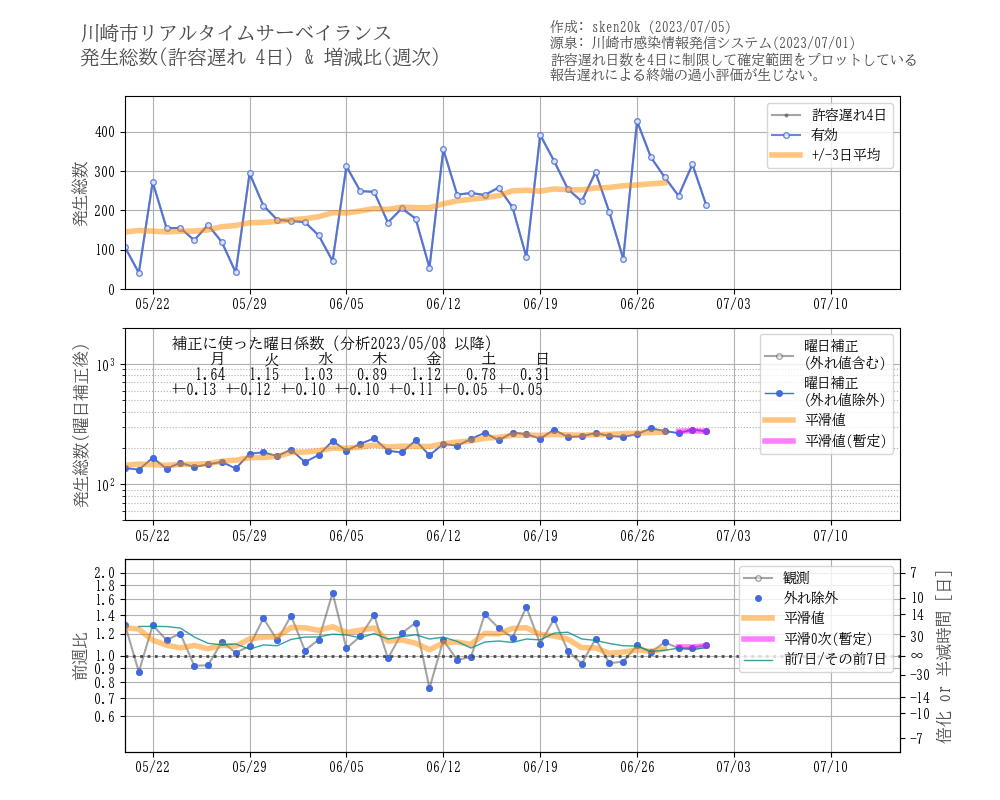 川崎市リアルタイムサーベイランス
発生総数(許容遅れ 4日) & 増減比(週次)
作成: sken20k (2023/07/05)
源泉: 川崎市感染情報発信システム(2023/07/01)
許容遅れ日数を4日に制限して確定範囲をプロットしている
報告遅れによる終端の過小評価が生じない。
発生総数
400
300
200
100
0
許容遅れ4日
有効
+/-3日平均
05/22 05/29 06/05 06/12 06/19 06/26 07/03 07/10
発生総数(曜日補正後)
10³
10²
補正に使った曜日係数 (分析2023/05/08 以降)
月 火 水 木 金 土 日
1.64 1.15 1.03 0.89 1.12 0.78 0.31
+-0.13 +-0.12 +-0.10 +-0.10 +-0.11 +-0.05 +-0.05
曜日補正
(外れ値含む)
曜日補正
(外れ値除外)
平滑値
平滑値(暫定)
05/22 05/29 06/05 06/12 06/19 06/26 07/03 07/10
前週比
2.0
1.8
1.6
1.4
1.2
1.0
0.9
0.8
0.7
0.6
観測
外れ除外
平滑値
平滑0次(暫定)
前7日/その前7日
7
10
14
30
∞
-30
-14
-10
-7
倍化 or 半減時間 [日]
05/22 05/29 06/05 06/12 06/19 06/26 07/03 07/10